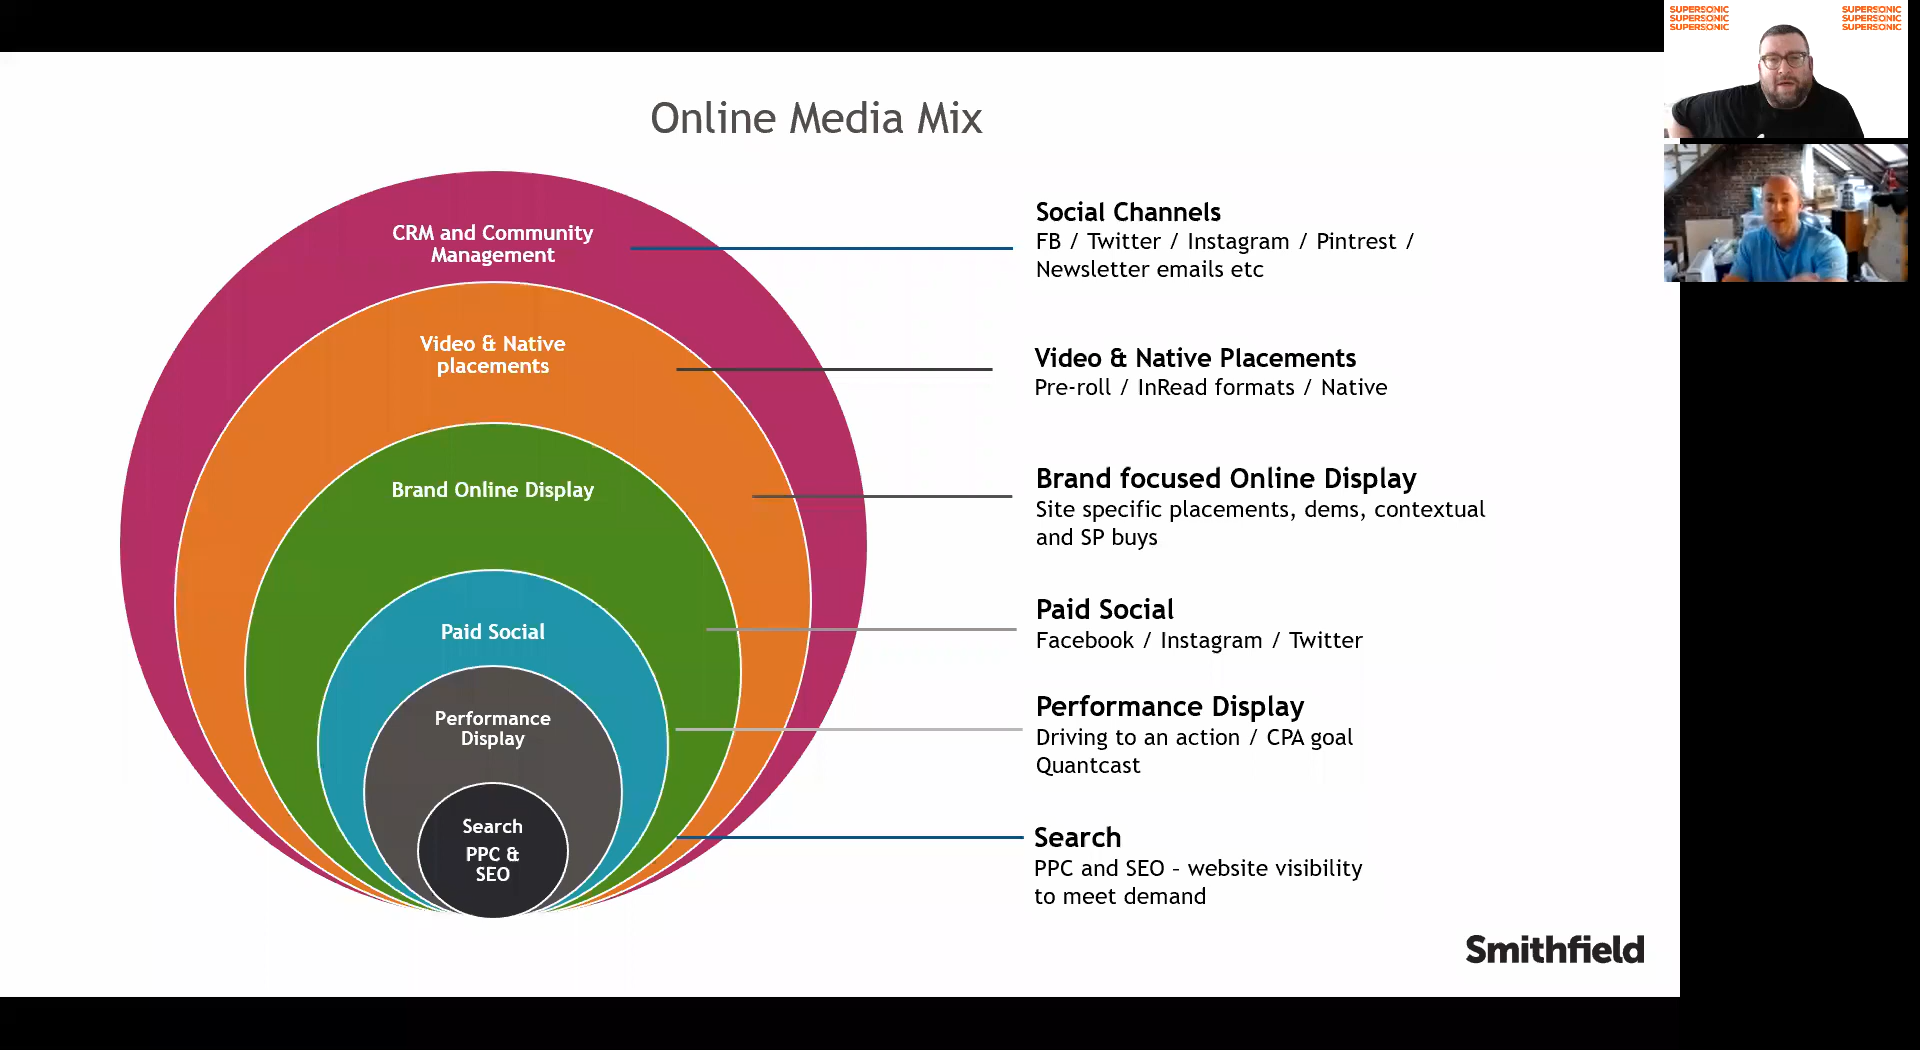 Online Media Mix
CRM and Community
Management
Video & Native
placements
Brand Online Display
Paid Social
Performance
Display
Search
PPC &
SEO
Social Channels
FB / Twitter / Instagram / Pintrest /
Newsletter emails etc
Video & Native Placements
Pre-roll / InRead formats / Native
Brand focused Online Display
Site specific placements, dems, contextual
and SP buys
Paid Social
Facebook / Instagram / Twitter
Performance Display
Driving to an action / CPA goal
Quantcast
Search
PPC and SEO – website visibility
to meet demand
Smithfield
SUPERSONIC
SUPERSONIC
SUPERSONIC
SUPERSONIC
SUPERSONIC
SUPERSONIC